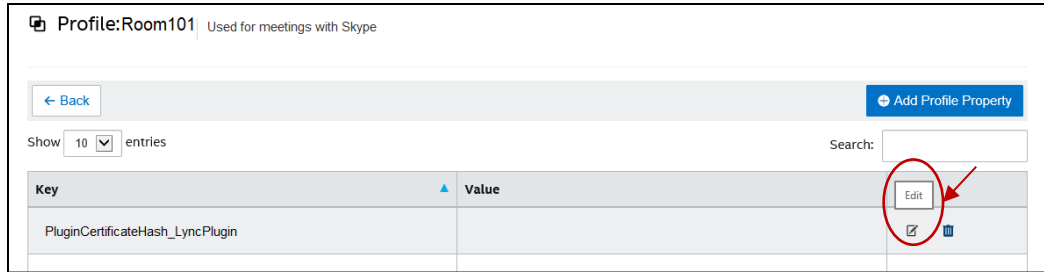 Profile:Room101 Used for meetings with Skype
← Back
Add Profile Property
Show 10 entries
Search:
Key Value
Edit
PluginCertificateHash_LyncPlugin